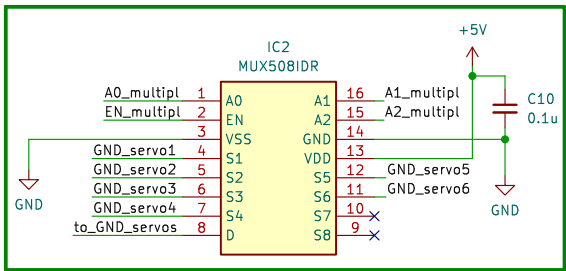 +5V
IC2
MUX508IDR
A0_multipl 1 A0 A1 16 A1_multipl
EN_multipl 2 EN A2 15 A2_multipl
C10
0.1u
3 VSS GND 14
GND_servo1 4 S1 VDD 13
GND_servo2 5 S2 S5 12 GND_servo5
GND_servo3 6 S3 S6 11 GND_servo6
GND_servo4 7 S4 S7 10
to_GND_servos 8 D S8 9
GND
GND